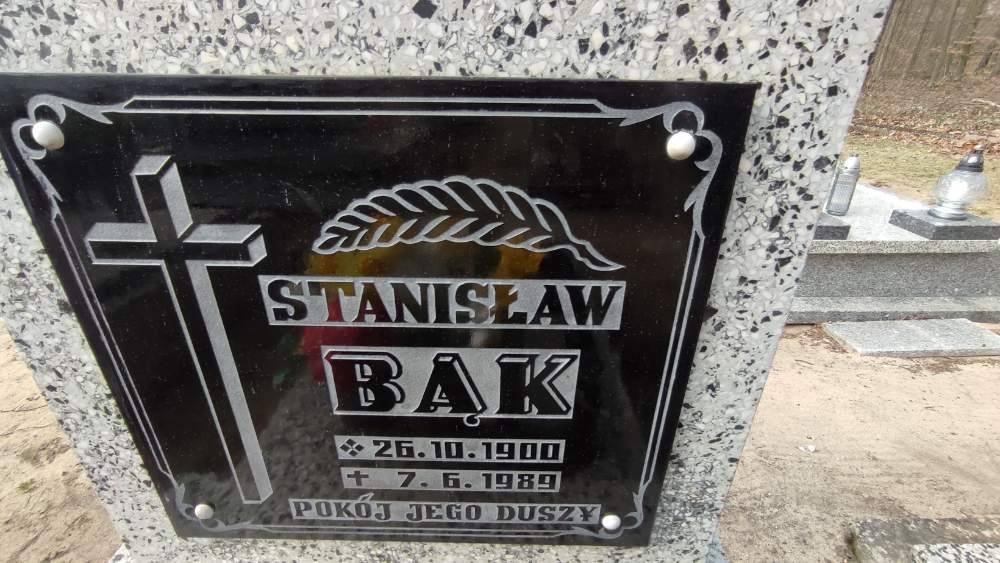 STANISŁAW
BĄK
26.10.1900
7.6.1989
POKÓJ JEGO DUSZY